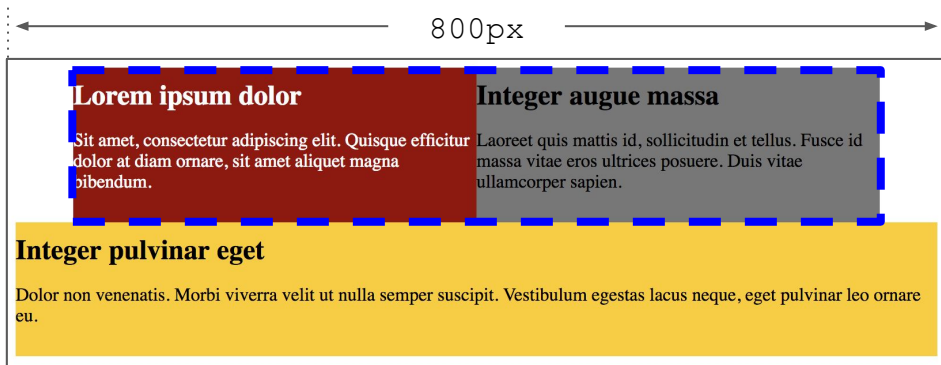 800px
Lorem ipsum dolor
Sit amet, consectetur adipiscing elit. Quisque efficitur
dolor at diam ornare, sit amet aliquet magna
bibendum.
Integer augue massa
Laoreet quis mattis id, sollicitudin et tellus. Fusce id
massa vitae eros ultrices posuere. Duis vitae
ullamcorper sapien.
Integer pulvinar eget
Dolor non venenatis. Morbi viverra velit ut nulla semper suscipit. Vestibulum egestas lacus neque, eget pulvinar leo ornare
eu.